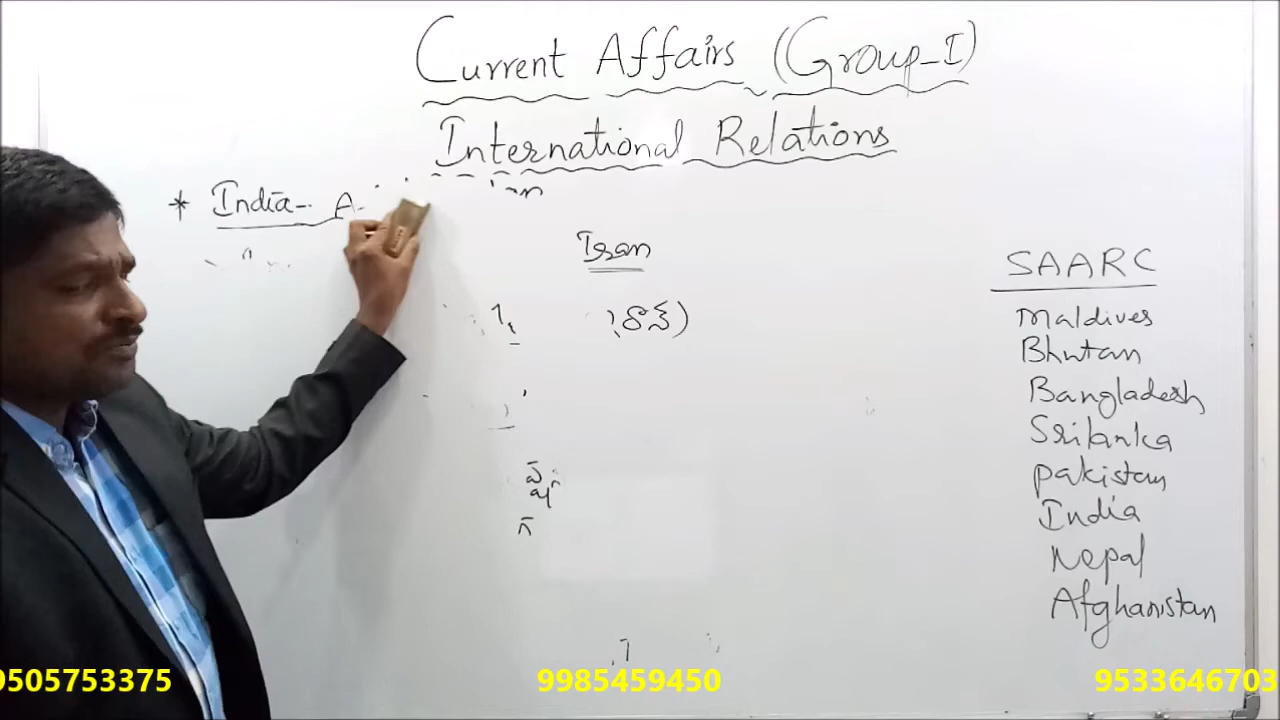 Current Affairs (Group-I)
International Relations
* India-
Iran
SAARC
Maldives
Bhutan
Bangladesh
Srilanka
Pakistan
India
Nepal
Afghanistan
9505753375
9985459450
9533646703